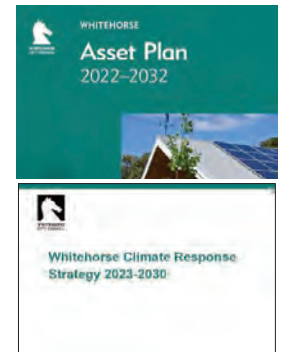 WHITEHORSE
Asset Plan
2022–2032
Whitehorse Climate Response
Strategy 2023-2030